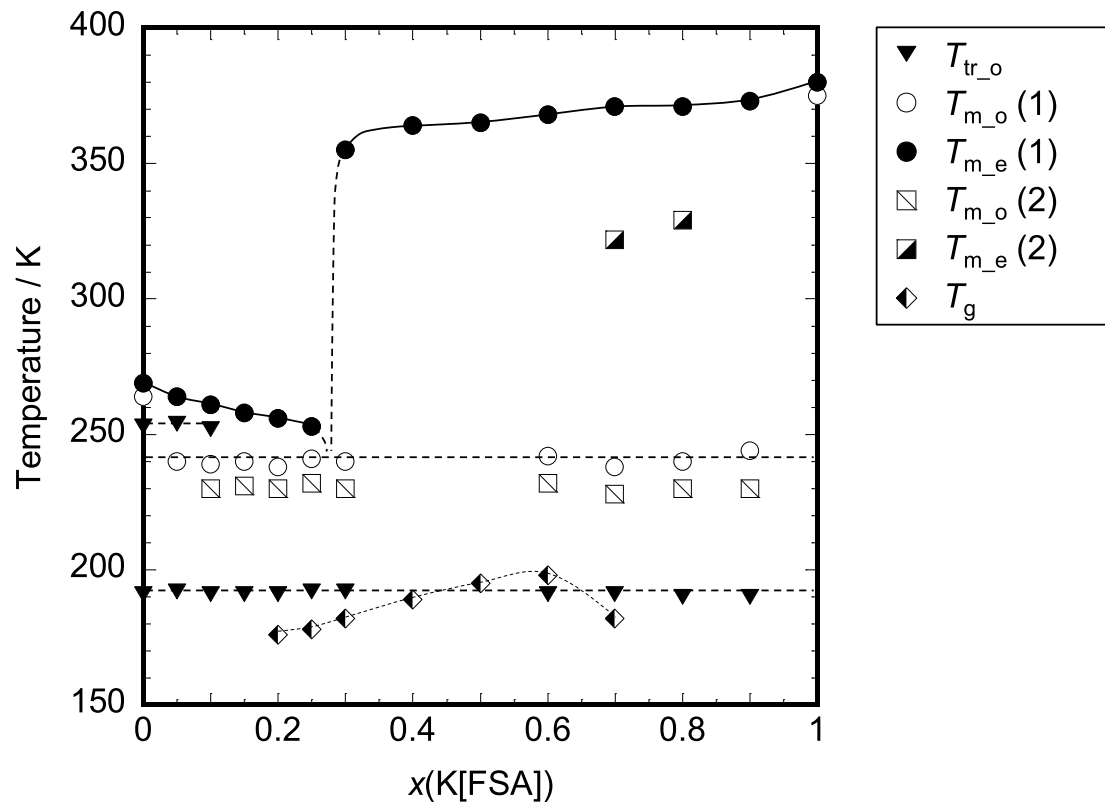 400
350
300
250
200
150
Temperature / K
0
0.2
0.4
0.6
0.8
1
x(K[FSA])
T_tr_o
T_m_o (1)
T_m_e (1)
T_m_o (2)
T_m_e (2)
T_g